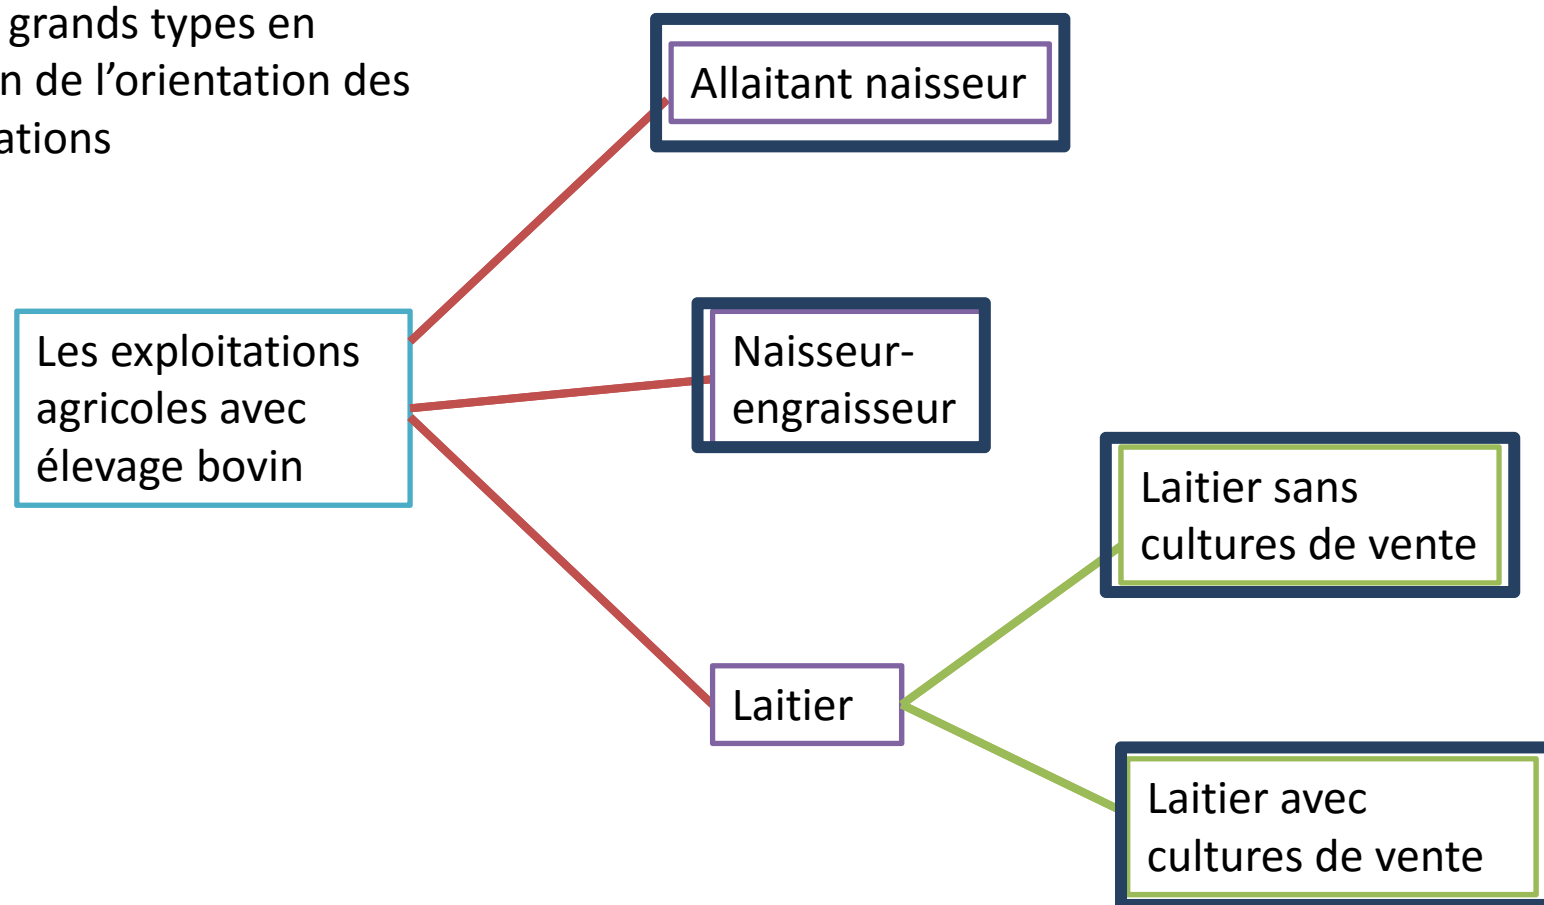 grands types en
de l’orientation des
Allaitant naisseur
Les exploitations
agricoles avec
élevage bovin
Naisseur-
engraisseur
Laitier sans
cultures de vente
Laitier
Laitier avec
cultures de vente